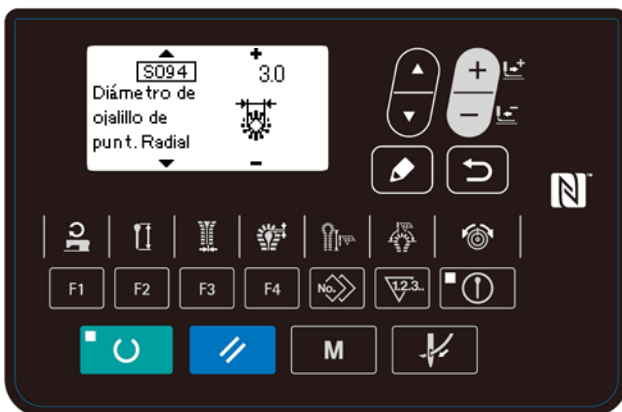 S094
3.0
Diámetro de
ojalillo de
punt. Radial
F1
F2
F3
F4
No.
1.2.3..
M
N